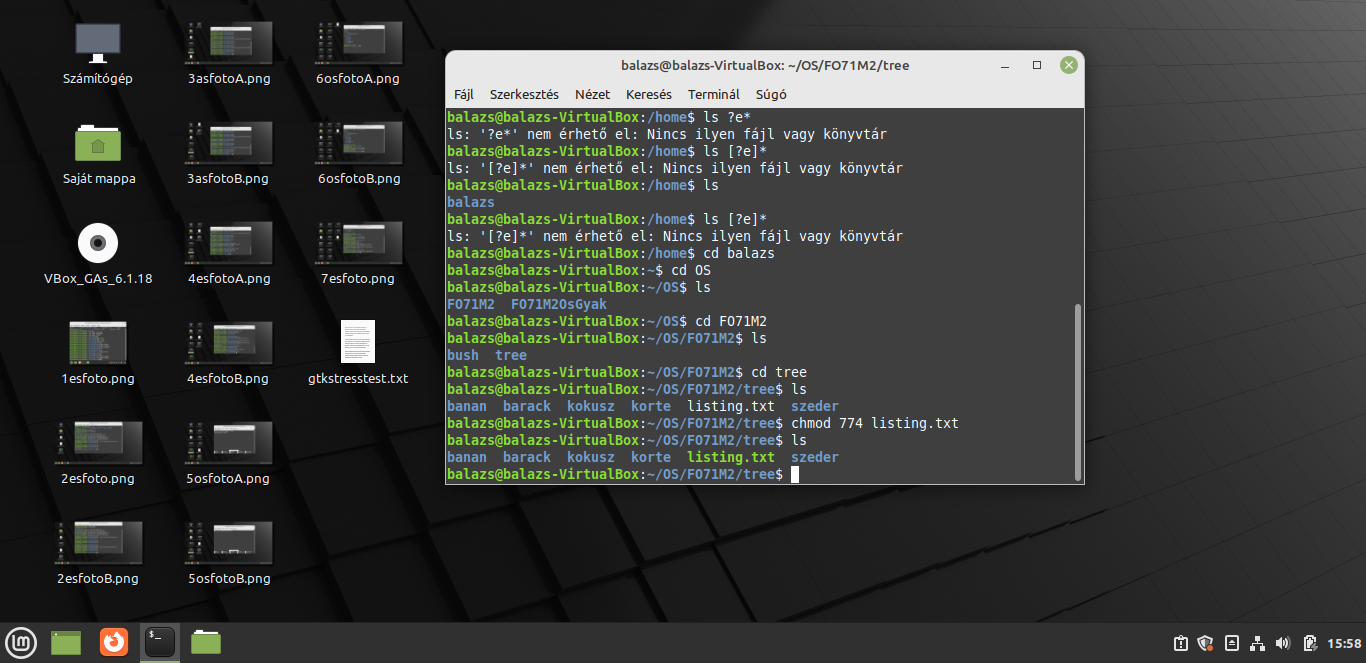 Számítógép
3asfotoA.png
6osfotoA.png
Saját mappa
3asfotoB.png
6osfotoB.png
VBox_GAs_6.1.18
4esfotoA.png
7esfoto.png
1esfoto.png
4esfotoB.png
gtkstresstest.txt
2esfoto.png
5osfotoA.png
2esfotoB.png
5osfotoB.png
balazs@balazs-VirtualBox: ~/OS/FO71M2/tree
Fájl Szerkesztés Nézet Keresés Terminál Súgó
balazs@balazs-VirtualBox:/home$ ls ?e*
ls: '?e*' nem érhető el: Nincs ilyen fájl vagy könyvtár
balazs@balazs-VirtualBox:/home$ ls [?e]*
ls: '[?e]*' nem érhető el: Nincs ilyen fájl vagy könyvtár
balazs@balazs-VirtualBox:/home$ ls
balazs
balazs@balazs-VirtualBox:/home$ ls [?e]*
ls: '[?e]*' nem érhető el: Nincs ilyen fájl vagy könyvtár
balazs@balazs-VirtualBox:/home$ cd balazs
balazs@balazs-VirtualBox:~$ cd OS
balazs@balazs-VirtualBox:~/OS$ ls
FO71M2  FO71M2OsGyak
balazs@balazs-VirtualBox:~/OS$ cd FO71M2
balazs@balazs-VirtualBox:~/OS/FO71M2$ ls
bush  tree
balazs@balazs-VirtualBox:~/OS/FO71M2$ cd tree
balazs@balazs-VirtualBox:~/OS/FO71M2/tree$ ls
banan  barack  kokusz  korte  listing.txt  szeder
balazs@balazs-VirtualBox:~/OS/FO71M2/tree$ chmod 774 listing.txt
balazs@balazs-VirtualBox:~/OS/FO71M2/tree$ ls
banan  barack  kokusz  korte  listing.txt  szeder
balazs@balazs-VirtualBox:~/OS/FO71M2/tree$
15:58